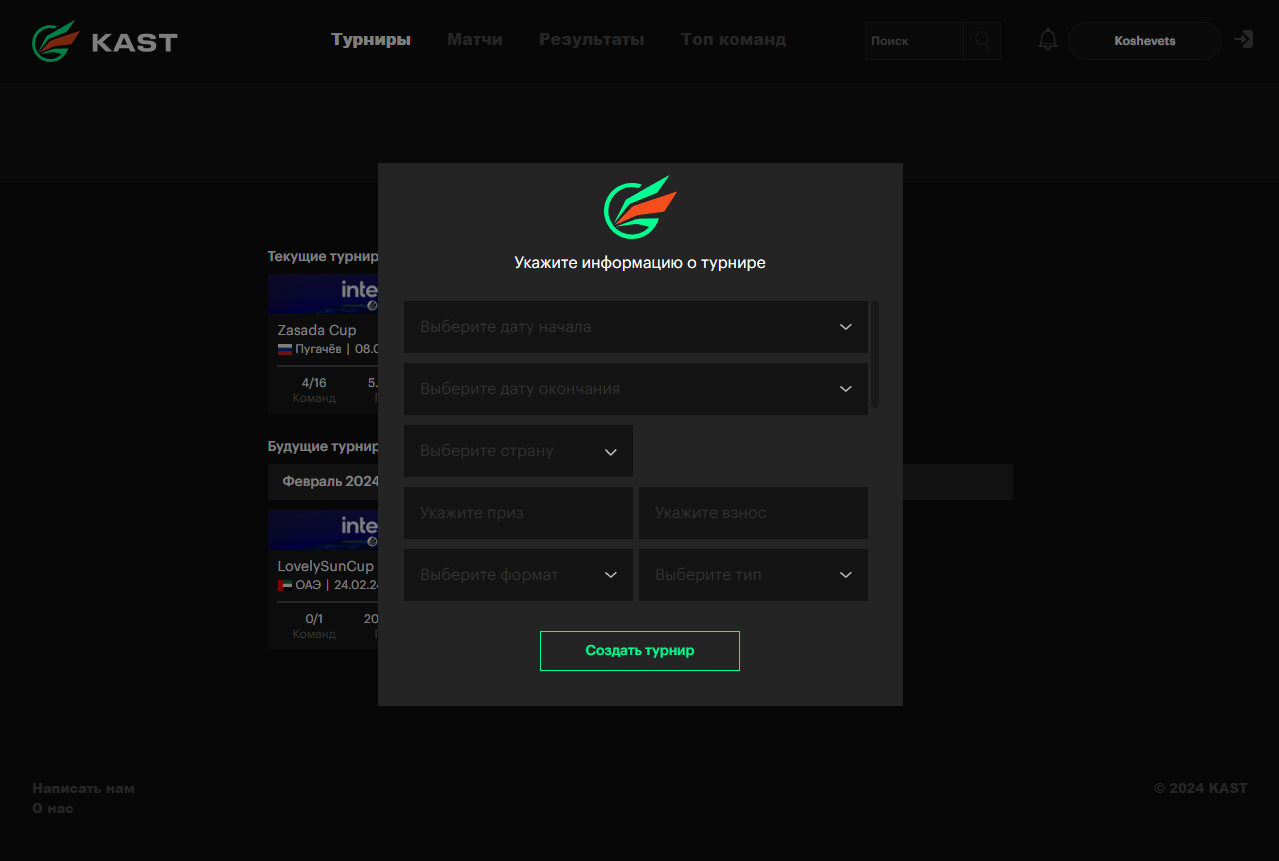 KAST
Турниры Матчи Результаты Топ команд
Поиск
Koshevets
Укажите информацию о турнире
Текущие турнир
inte
Zasada Cup
Пугачёв | 08.0
4/16 5.
Команд
Выберите дату начала
Выберите дату окончания
Выберите страну
Укажите приз Укажите взнос
Выберите формат Выберите тип
Создать турнир
Будущие турнир
Февраль 2024
inte
LovelySunCup
ОАЭ | 24.02.24
0/1 20
Команд
Написать нам
О нас
© 2024 KAST